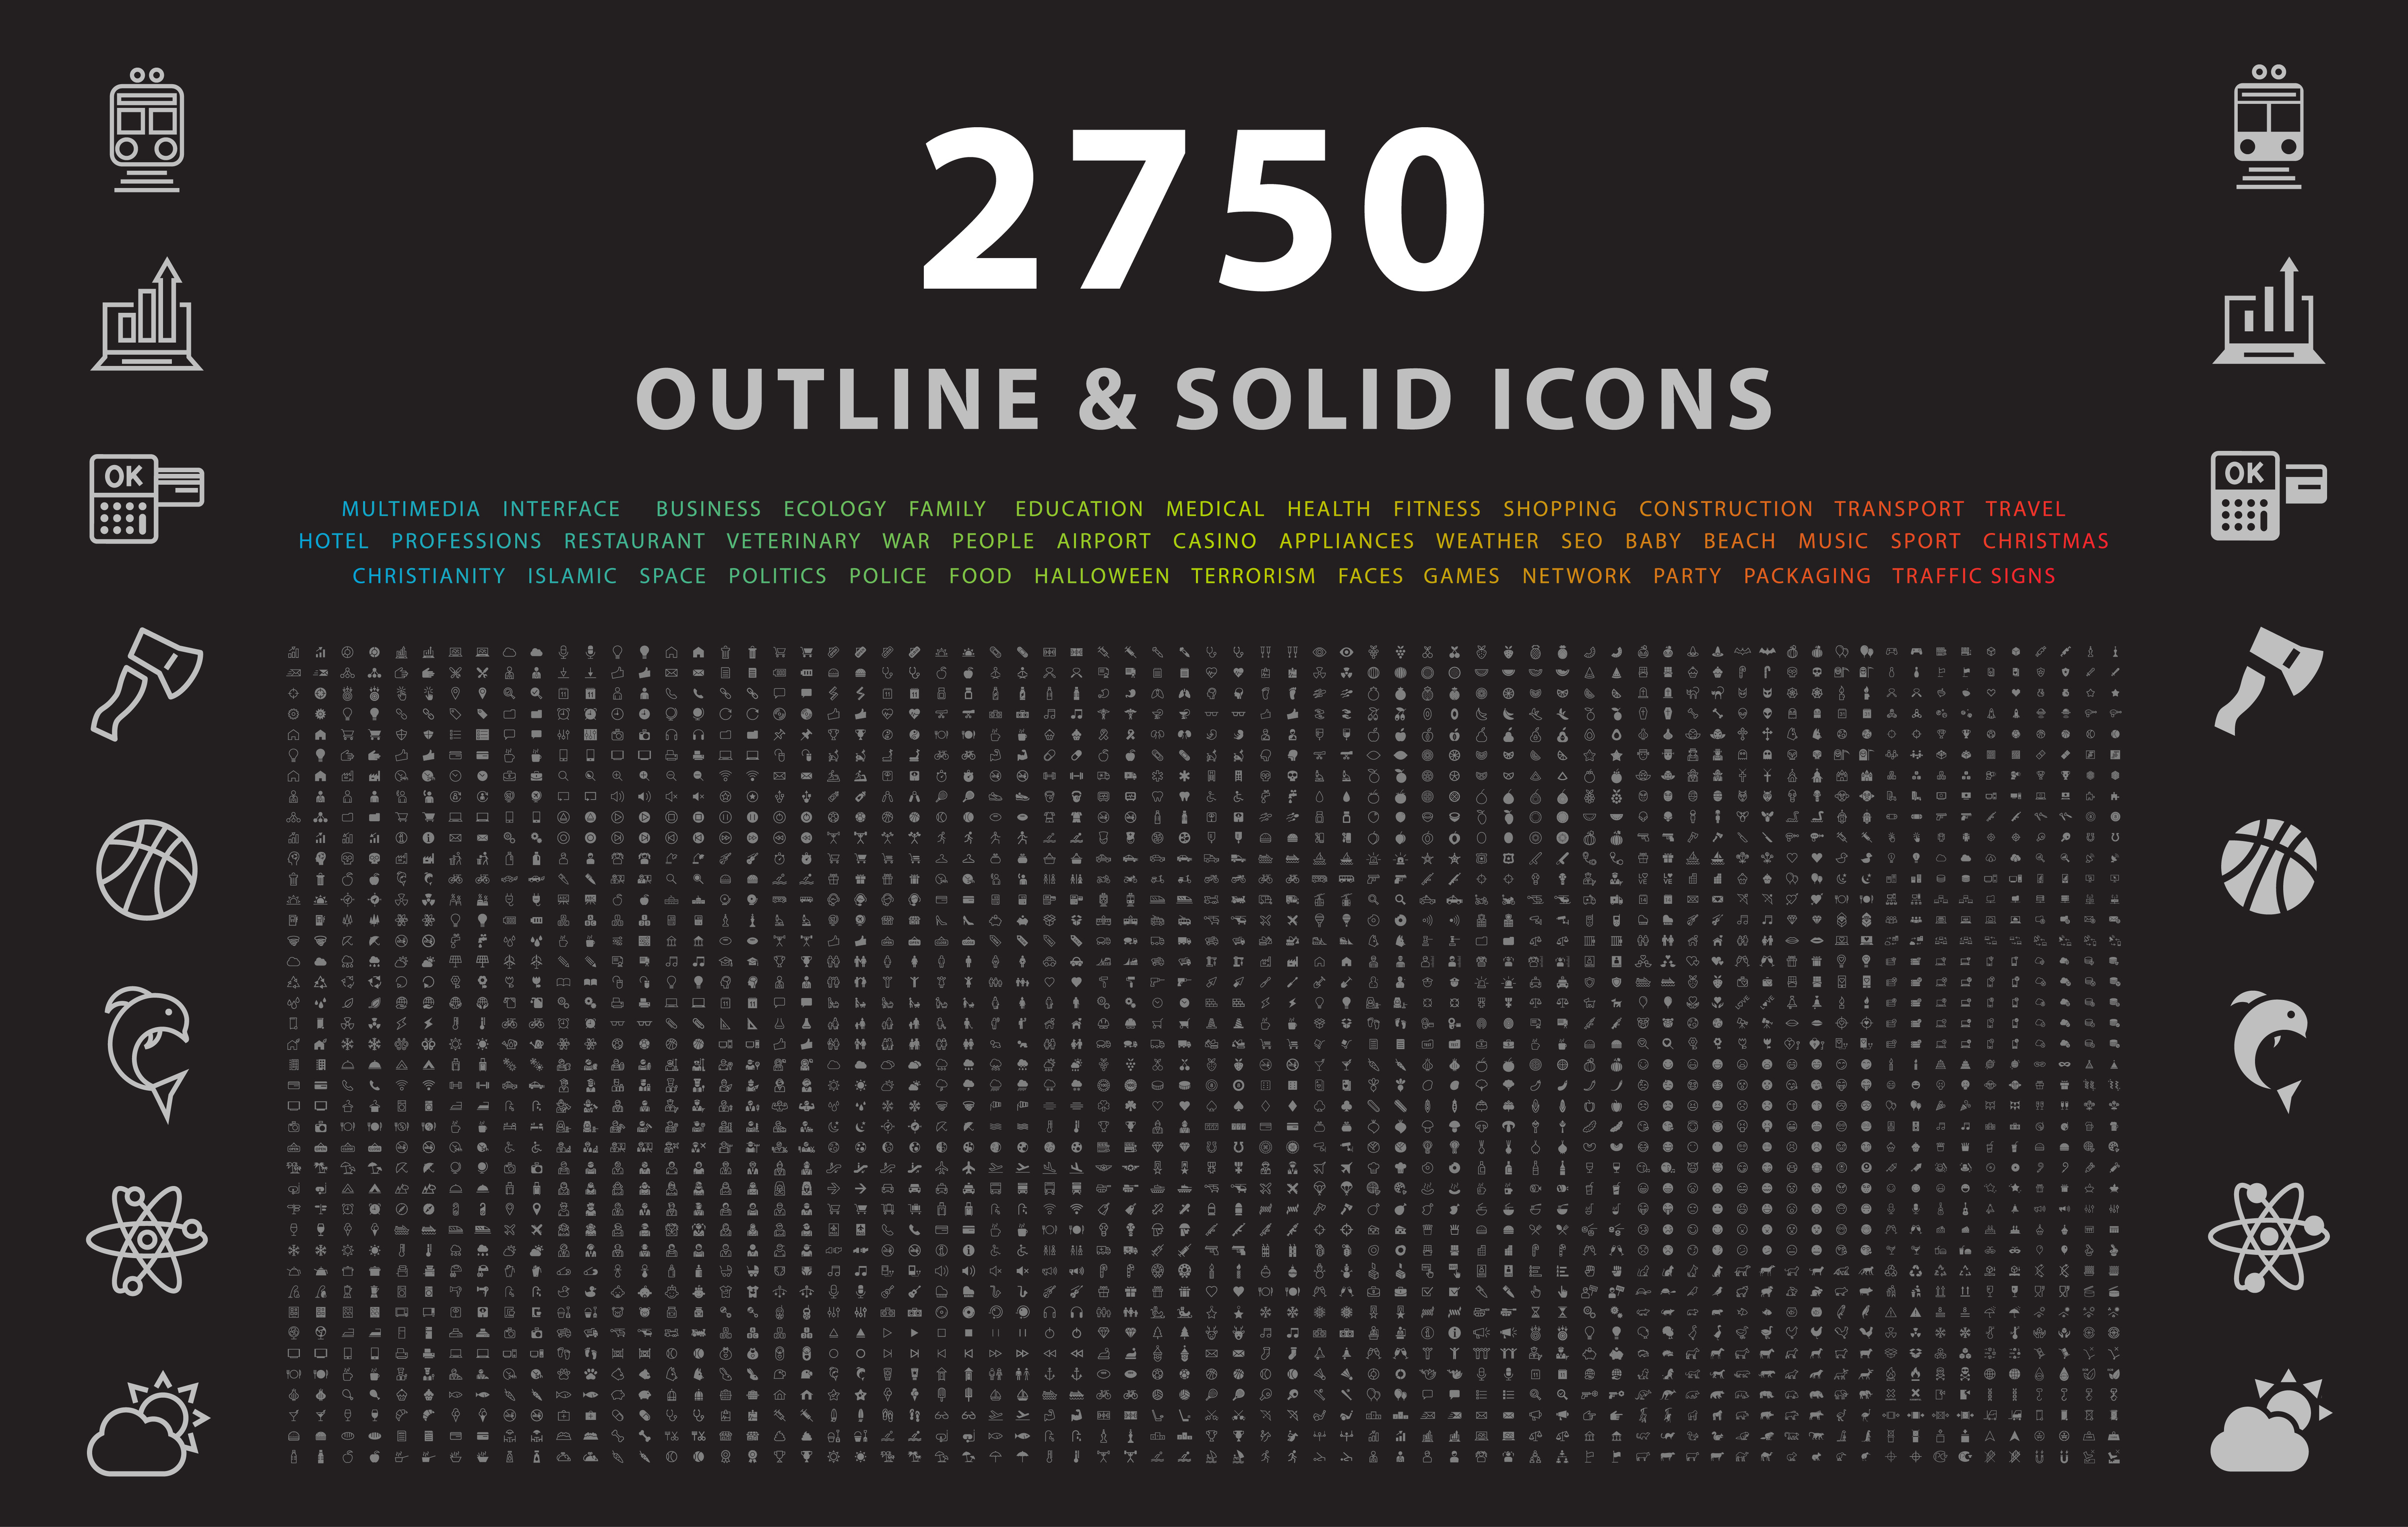 2750
OUTLINE & SOLID ICONS
MULTIMEDIA INTERFACE BUSINESS ECOLOGY FAMILY EDUCATION MEDICAL HEALTH FITNESS SHOPPING CONSTRUCTION TRANSPORT TRAVEL
HOTEL PROFESSIONS RESTAURANT VETERINARY WAR PEOPLE AIRPORT CASINO APPLIANCES WEATHER SEO BABY BEACH MUSIC SPORT CHRISTMAS
CHRISTIANITY ISLAMIC SPACE POLITICS POLICE FOOD HALLOWEEN TERRORISM FACES GAMES NETWORK PARTY PACKAGING TRAFFIC SIGNS
OK
OK